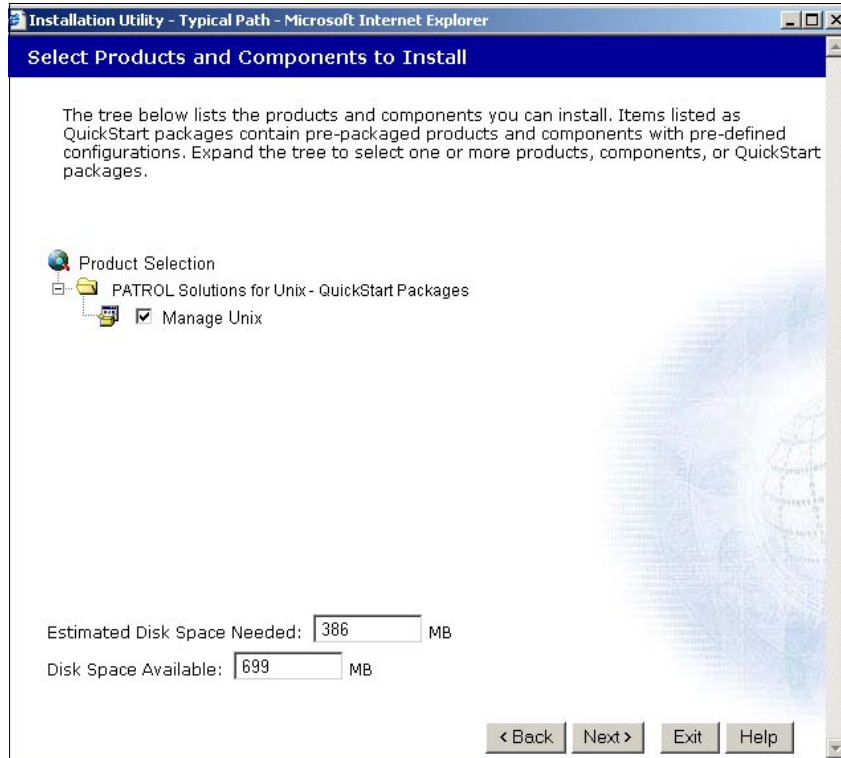 Installation Utility - Typical Path - Microsoft Internet Explorer
Select Products and Components to Install
The tree below lists the products and components you can install. Items listed as
QuickStart packages contain pre-packaged products and components with pre-defined
configurations. Expand the tree to select one or more products, components, or QuickStart
packages.
Product Selection
PATROL Solutions for Unix - QuickStart Packages
Manage Unix
Estimated Disk Space Needed: 386 MB
Disk Space Available: 699 MB
< Back Next > Exit Help